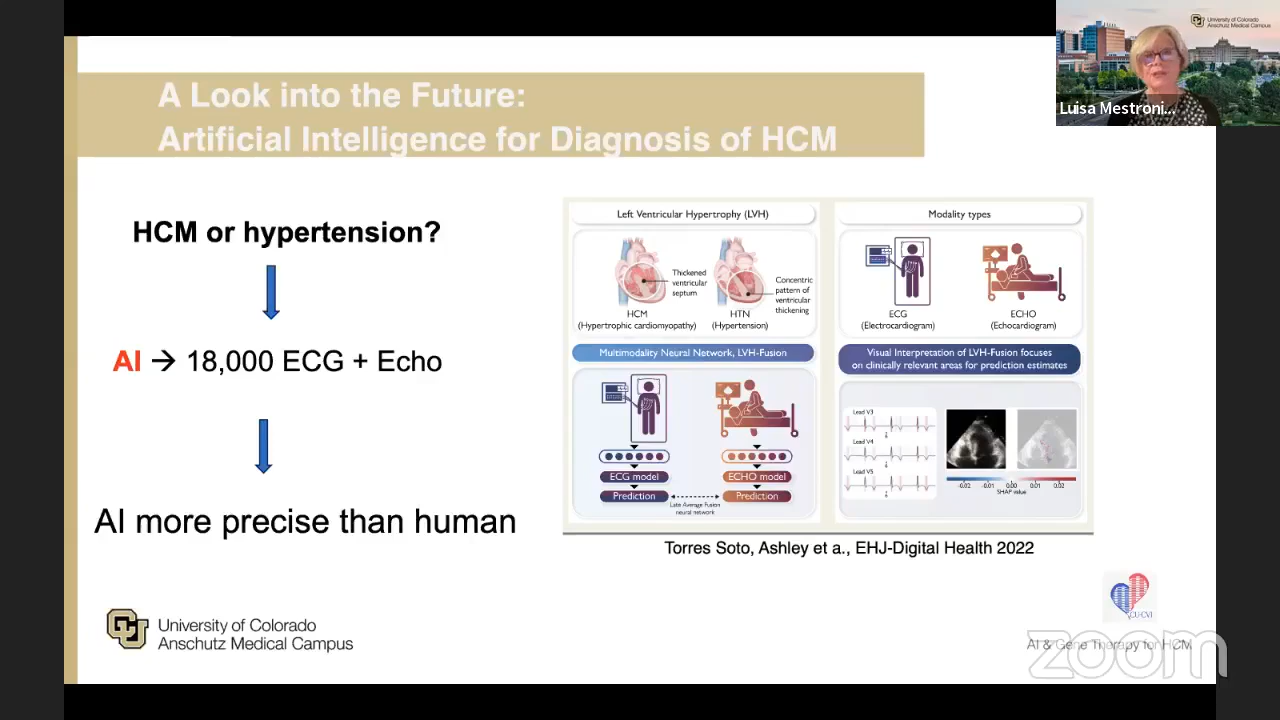 University of Colorado
Anschutz Medical Campus
Luisa Mestroni...
A Look into the Future:
Artificial Intelligence for Diagnosis of HCM
HCM or hypertension?
AI → 18,000 ECG + Echo
AI more precise than human
Left Ventricular Hypertrophy (LVH)
Thickened
ventricular
septum
Concentric
pattern of
ventricular
thickening
HCM
(Hypertrophic cardiomyopathy)
HTN
(Hypertension)
Modality types
ECG
(Electrocardiogram)
ECHO
(Echocardiogram)
Multimodality Neural Network, LVH-Fusion
ECG model
ECHO model
Prediction
Prediction
Late Average Fusion
neural network
Visual Interpretation of LVH-Fusion focuses
on clinically relevant areas for prediction estimates
Lead V3
Lead V4
Lead V5
-0.02 -0.01 0.00 0.01 0.02
SHAP value
Torres Soto, Ashley et a., EHJ-Digital Health 2022
CU
University of Colorado
Anschutz Medical Campus
CU-CVI
AI & Gene Therapy for HCM
zoom